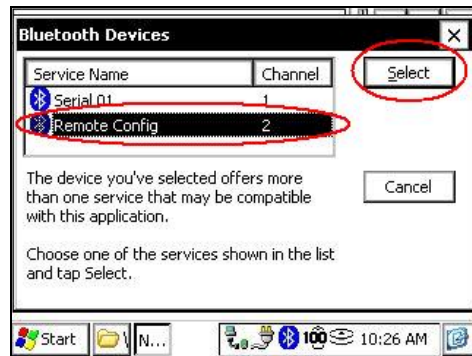 Bluetooth Devices
Service Name Channel
Serial 01 1
Remote Config 2
Select
The device you've selected offers more
than one service that may be compatible
with this application.
Cancel
Choose one of the services shown in the list
and tap Select.
Start \ N... 100 10:26 AM